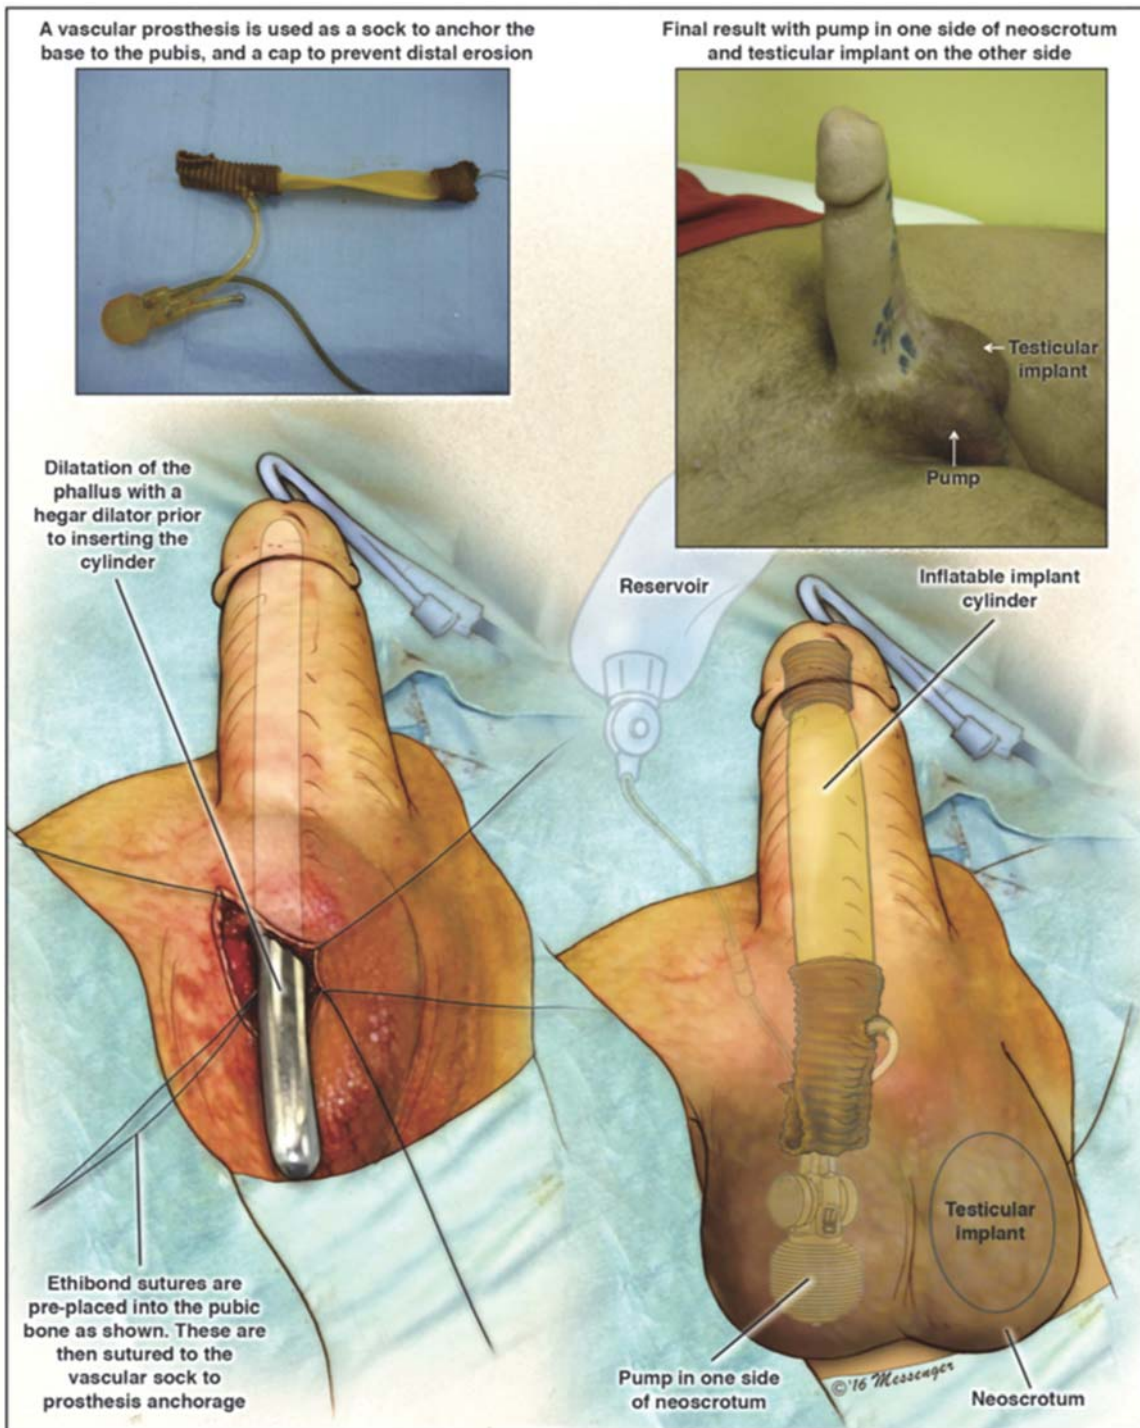 A vascular prosthesis is used as a sock to anchor the
base to the pubis, and a cap to prevent distal erosion
Final result with pump in one side of neoscrotum
and testicular implant on the other side
Testicular
implant
Pump
Dilatation of the
phallus with a
hegar dilator prior
to inserting the
cylinder
Reservoir
Inflatable implant
cylinder
Testicular
implant
Ethibond sutures are
pre-placed into the pubic
bone as shown. These are
then sutured to the
vascular sock to
prosthesis anchorage
Pump in one side
of neoscrotum
©'16 Messenger
Neoscrotum